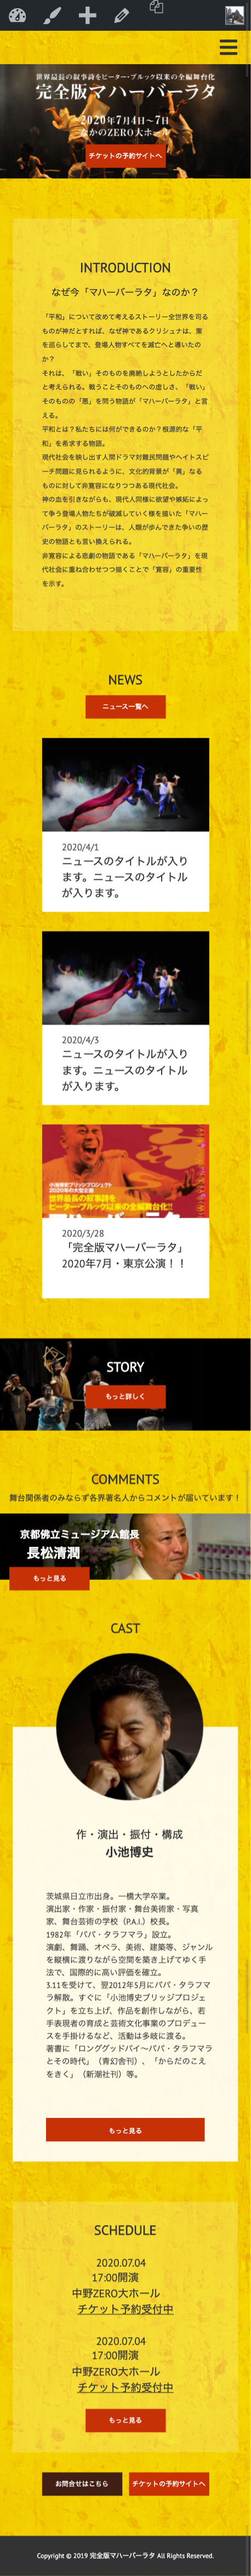 世界最長の叙事詩をピーター・ブルック以来の全編舞台化
完全版マハーバーラタ
2020年7月4日〜7日
なかのZERO大ホール
チケットの予約サイトへ
INTRODUCTION
なぜ今「マハーバーラタ」なのか？
「平和」について改めて考えるストーリー全世界を司る
ものが神だとすれば、なぜ神であるクリシュナは、策
を巡らしてまで、登場人物すべてを滅亡へと導いたの
か？
それは、「戦い」そのものを廃絶しようとしたからだ
と考えられる。戦うことそのものへの虚しさ、「戦い」
そのものの「悪」を問う物語が「マハーバーラタ」と言
える。
平和とは？私たちには何ができるのか？根源的な「平
和」を希求する物語。
現代社会を映し出す人間ドラマ対難民問題やヘイトスピ
ーチ問題に見られるように、文化的背景が「異」なる
ものに対して非寛容になりつつある現代社会。
神の血を引きながらも、現代人同様に欲望や嫉妬によっ
て争う登場人物たちが破滅していく様を描いた「マハー
バーラタ」のストーリーは、人類が歩んできた争いの歴
史の物語とも言い換えられる。
非寛容による悲劇の物語である「マハーバーラタ」を現
代社会に重ね合わせつつ描くことで「寛容」の重要性
を示す。
NEWS
ニュース一覧へ
2020/4/1
ニュースのタイトルが入り
ます。ニュースのタイトル
が入ります。
2020/4/3
ニュースのタイトルが入り
ます。ニュースのタイトル
が入ります。
小池博史ブリッジプロジェクト
2020年の大型企画
世界最長の叙事詩を
ピーター・ブルック以来の全編舞台化!!
2020/3/28
「完全版マハーバーラタ」
2020年7月・東京公演！！
STORY
もっと詳しく
COMMENTS
舞台関係者のみならず各界著名人からコメントが届いています！
京都佛立ミュージアム館長
長松清潤
もっと見る
CAST
作・演出・振付・構成
小池博史
茨城県日立市出身。一橋大学卒業。
演出家・作家・振付家・舞台美術家・写真
家、舞台芸術の学校（P.A.I.）校長。
1982年「パパ・タラフマラ」設立。
演劇、舞踊、オペラ、美術、建築等、ジャンル
を縦横に渡りながら空間を築き上げてゆく手
法で、国際的に高い評価を確立。
3.11を受けて、翌2012年5月にパパ・タラフマ
ラ解散。すぐに「小池博史ブリッジプロジェ
クト」を立ち上げ、作品を創作しながら、若
手表現者の育成と芸術文化事業のプロデュー
スを手掛けるなど、活動は多岐に渡る。
著書に「ロンググッドバイ〜パパ・タラフマラ
とその時代」（青幻舎刊）、「からだのこえ
をきく」（新潮社刊）等。
もっと見る
SCHEDULE
2020.07.04
17:00開演
中野ZERO大ホール
チケット予約受付中
2020.07.04
17:00開演
中野ZERO大ホール
チケット予約受付中
もっと見る
お問合せはこちら
チケットの予約サイトへ
Copyright © 2019 完全版マハーバーラタ All Rights Reserved.